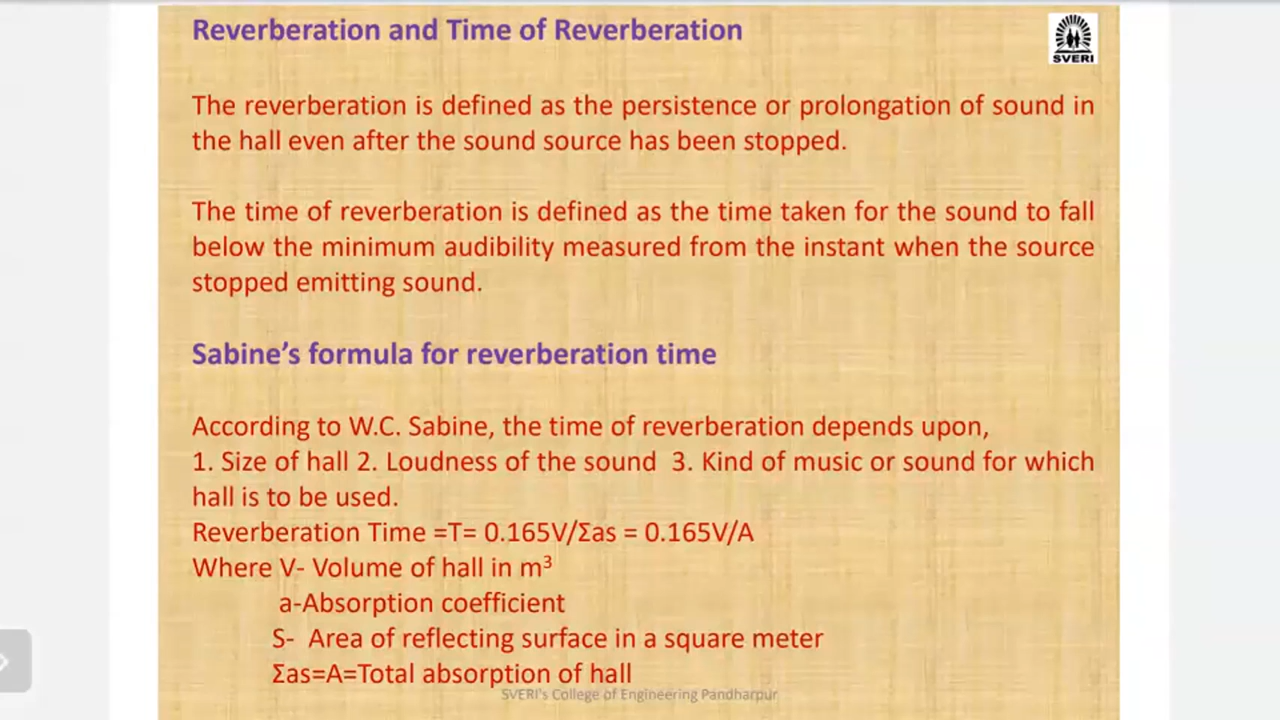 Reverberation and Time of Reverberation
SVERI
The reverberation is defined as the persistence or prolongation of sound in
the hall even after the sound source has been stopped.
The time of reverberation is defined as the time taken for the sound to fall
below the minimum audibility measured from the instant when the source
stopped emitting sound.
Sabine’s formula for reverberation time
According to W.C. Sabine, the time of reverberation depends upon,
1. Size of hall 2. Loudness of the sound 3. Kind of music or sound for which
hall is to be used.
Reverberation Time =T= 0.165V/Σas = 0.165V/A
Where V- Volume of hall in m³
a-Absorption coefficient
S- Area of reflecting surface in a square meter
Σas=A=Total absorption of hall
SVERI's College of Engineering Pandharpur